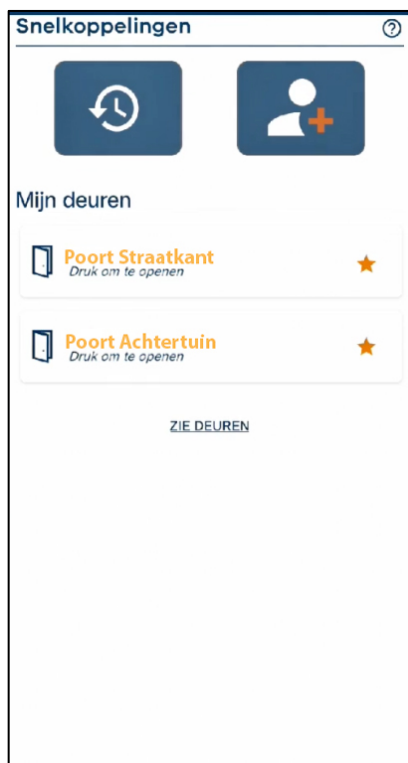 Snelkoppelingen
Mijn deuren
Poort Straatkant
Druk om te openen
Poort Achtertuin
Druk om te openen
ZIE DEUREN